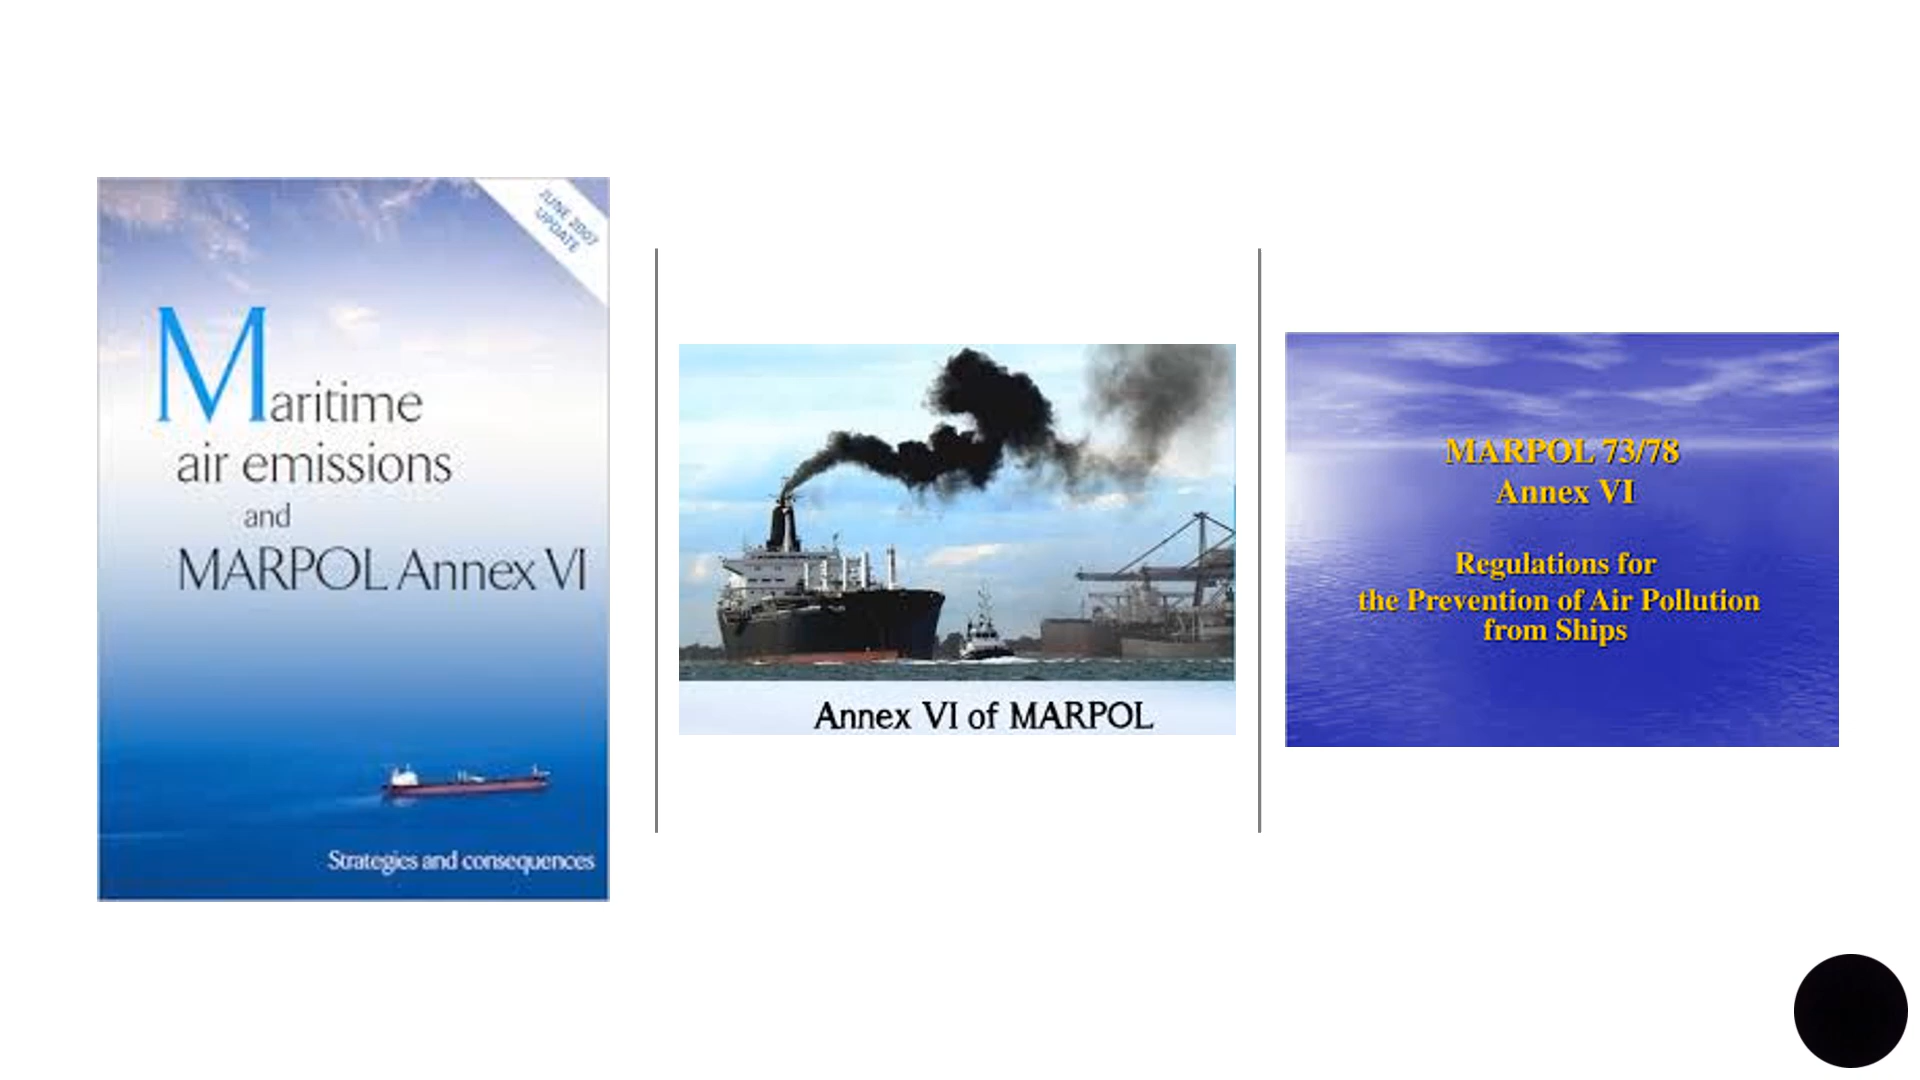 JUNE 2007
UPDATE
Maritime
air emissions
and
MARPOL Annex VI
Strategies and consequences
Annex VI of MARPOL
MARPOL 73/78
Annex VI
Regulations for
the Prevention of Air Pollution
from Ships